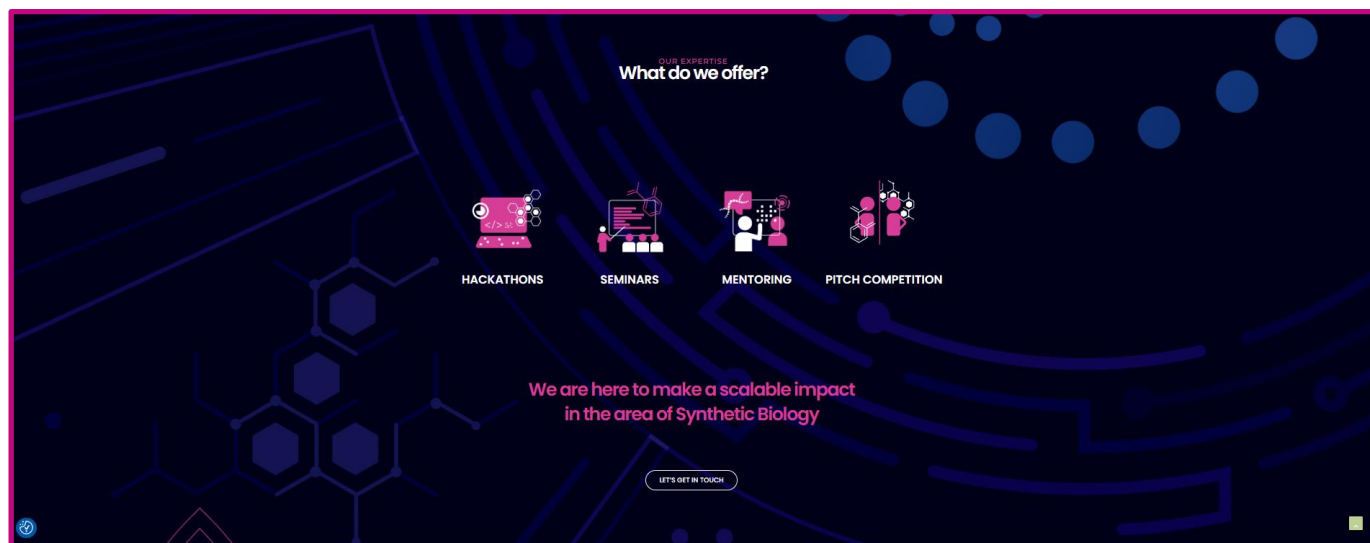 OUR EXPERTISE
What do we offer?
</> 
HACKATHONS
SEMINARS
MENTORING
PITCH COMPETITION
We are here to make a scalable impact
in the area of Synthetic Biology
LET'S GET IN TOUCH